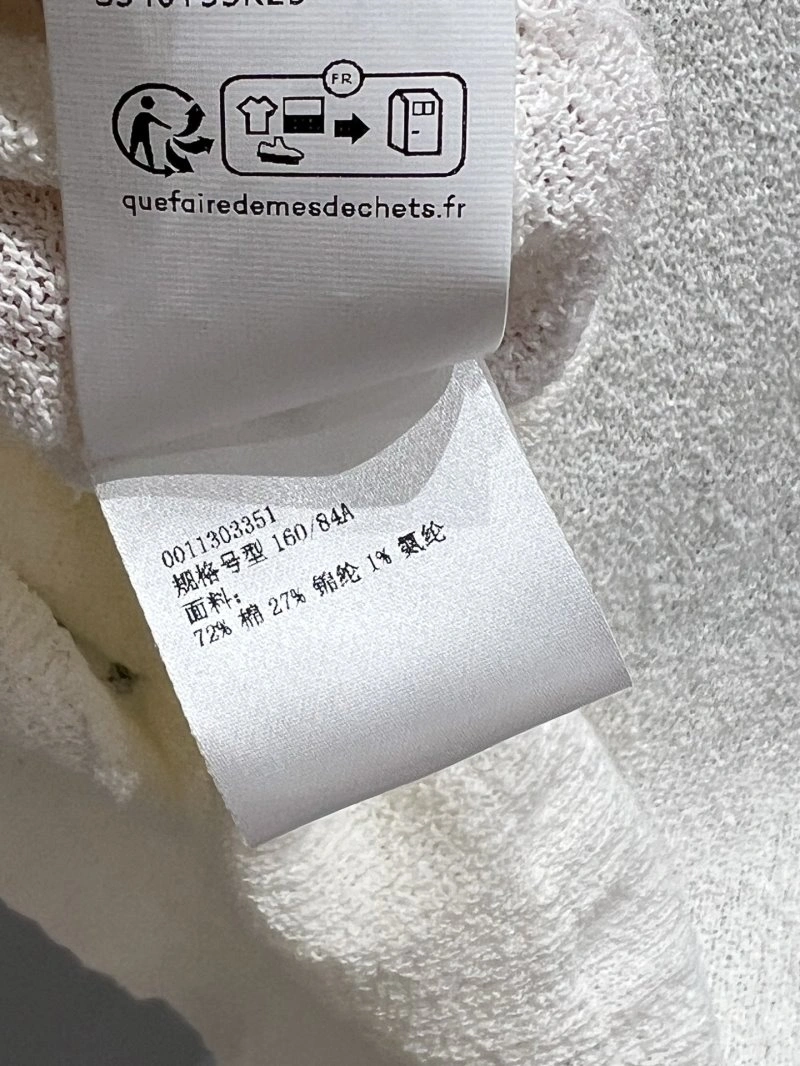 FR
quefairedemesdechets.fr
0011303351
规格号型 160/84A
面料:
72% 棉 27% 锦纶 1% 氨纶